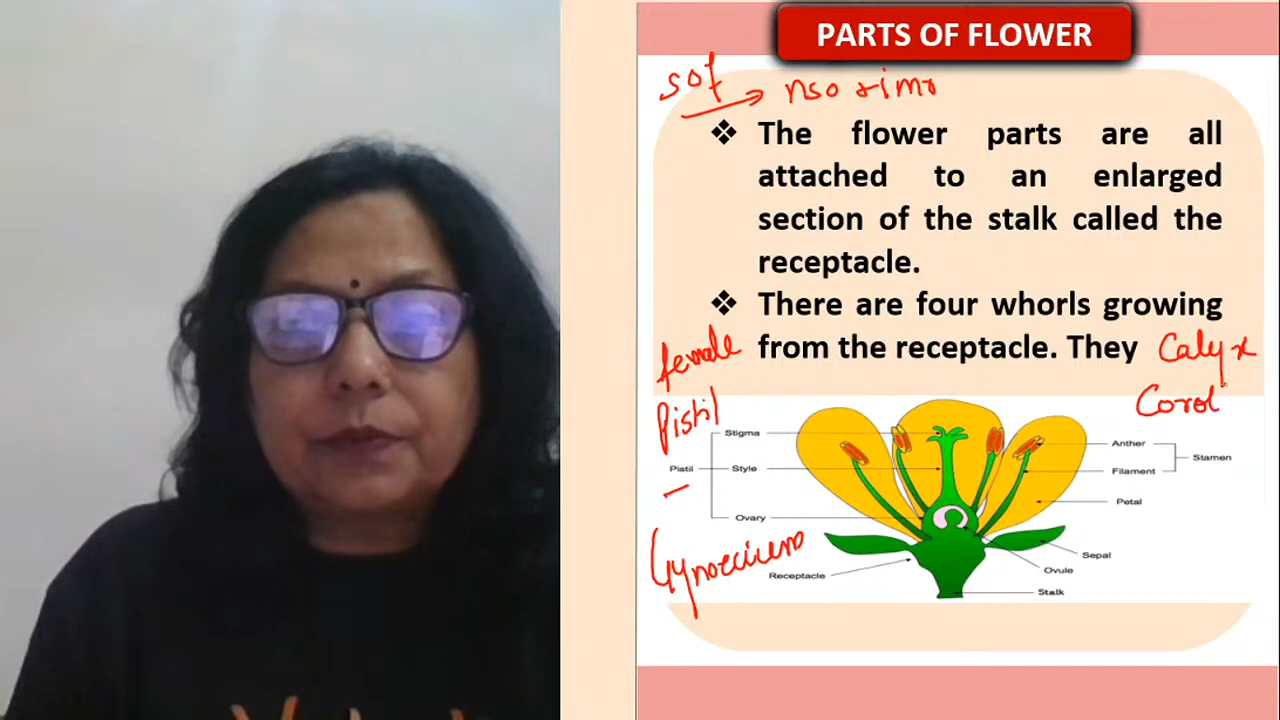 PARTS OF FLOWER
sof
nso + imo
The flower parts are all
attached to an enlarged
section of the stalk called the
receptacle.
There are four whorls growing
from the receptacle. They
Calyx
Corol
female
Pistil
Stigma
Pistil
Style
Ovary
Gynoecium
Receptacle
Anther
Stamen
Filament
Petal
Sepal
Ovule
Stalk